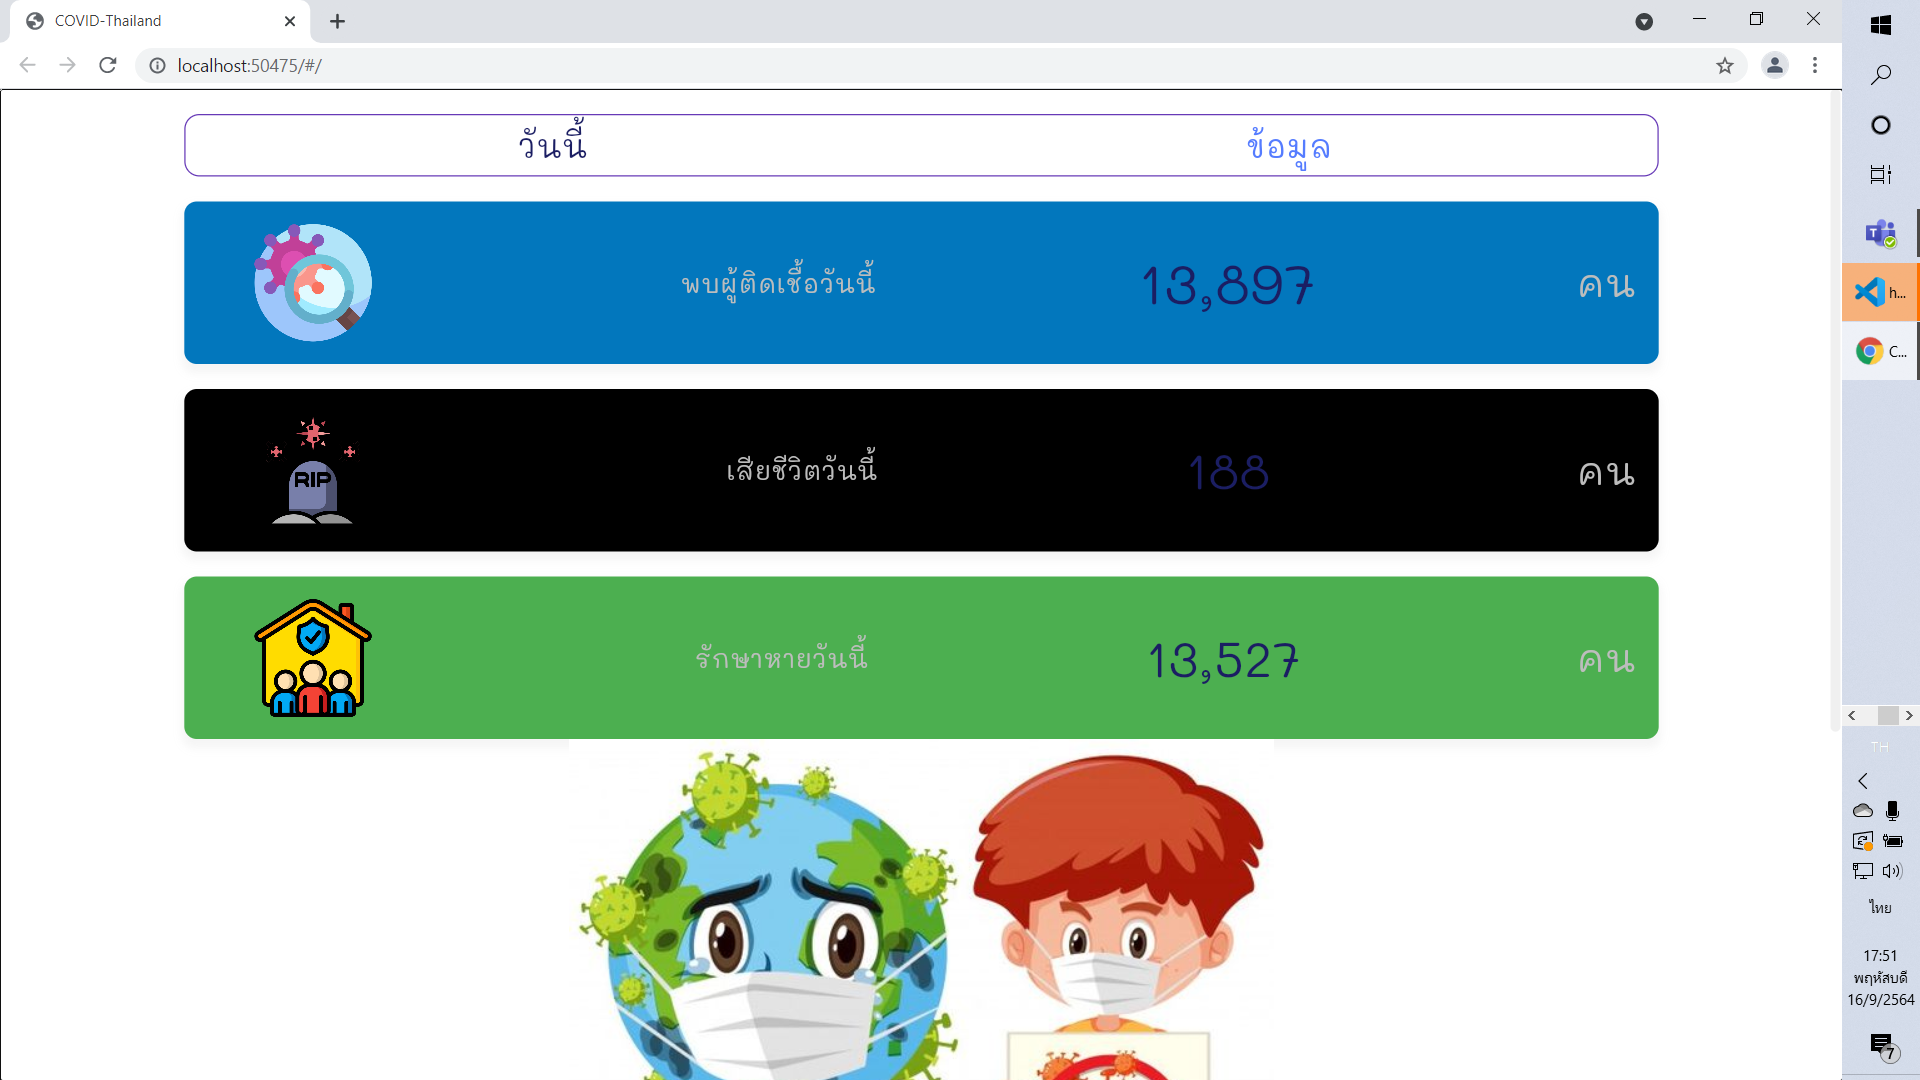 COVID-Thailand
localhost:50475/#/
วันนี้ ข้อมูล
พบผู้ติดเชื้อวันนี้ 13,897 คน
RIP
เสียชีวิตวันนี้ 188 คน
รักษาหายวันนี้ 13,527 คน
h...
C...
TH
ไทย
17:51
พฤหัสบดี
16/9/2564
7